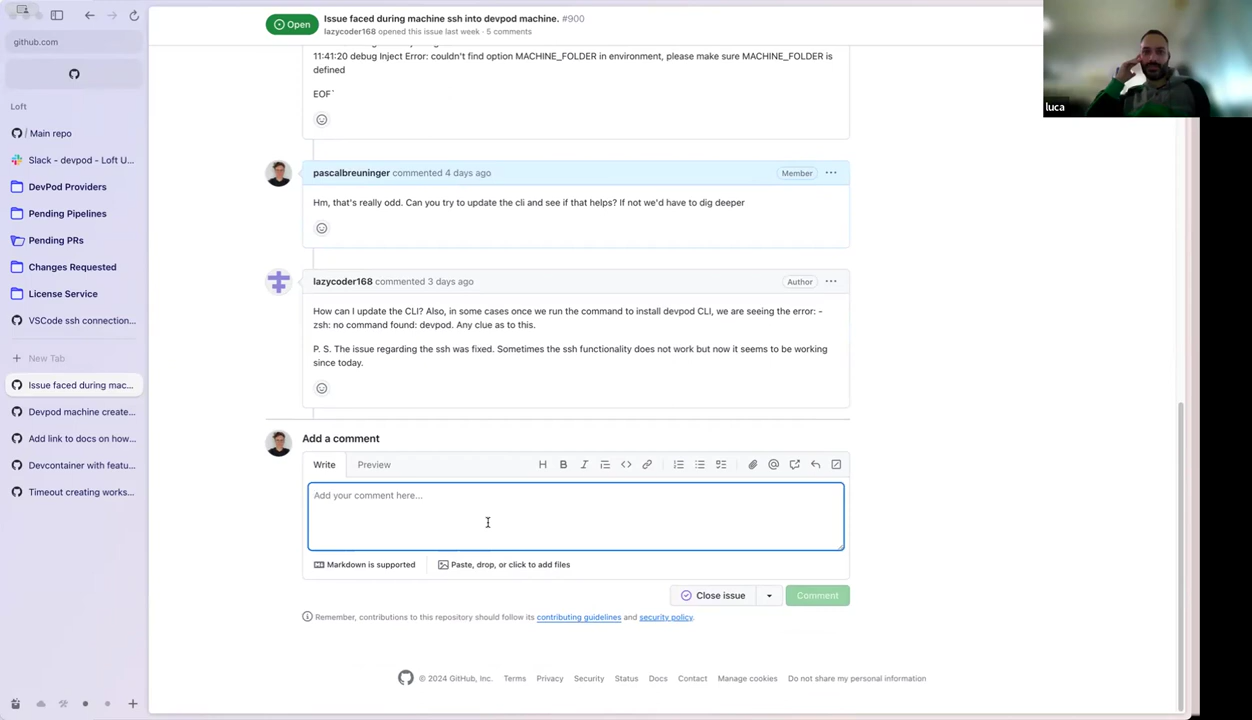 github.com
Loft
Main repo
Slack - devpod - Loft U...
DevPod Providers
Pending Pipelines
Pending PRs
Changes Requested
License Service
VSCode ssh connection...
New Tab
Issue faced during mac...
Devpod machine create...
Add link to docs on how...
Devcontainer with featu...
Timeout creating works...
Open
Issue faced during machine ssh into devpod machine. #900
lazycoder168 opened this issue last week · 5 comments
11:41:20 debug Inject Error: couldn't find option MACHINE_FOLDER in environment, please make sure MACHINE_FOLDER is
defined
EOF`
pascalbreuninger commented 4 days ago
Member
Hm, that's really odd. Can you try to update the cli and see if that helps? If not we'd have to dig deeper
lazycoder168 commented 3 days ago
Author
How can I update the CLI? Also, in some cases once we run the command to install devpod CLI, we are seeing the error: -
zsh: no command found: devpod. Any clue as to this.
P. S. The issue regarding the ssh was fixed. Sometimes the ssh functionality does not work but now it seems to be working
since today.
Add a comment
Write
Preview
Add your comment here...
Markdown is supported
Paste, drop, or click to add files
Close issue
Comment
Remember, contributions to this repository should follow its contributing guidelines and security policy.
© 2024 GitHub, Inc. Terms Privacy Security Status Docs Contact Manage cookies Do not share my personal information
luca